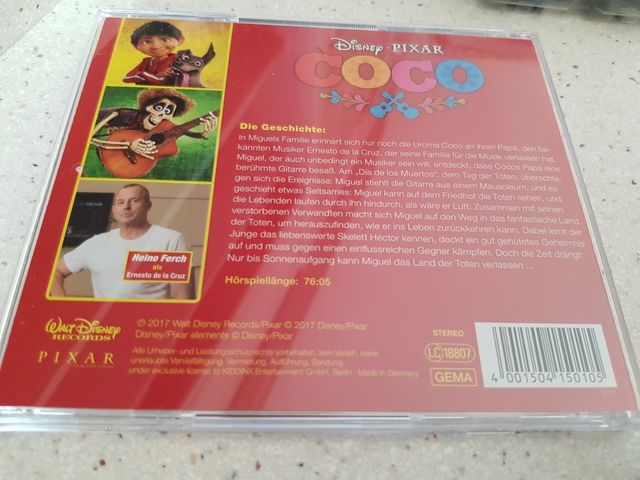 Disney · PIXAR
COCO
Die Geschichte:
In Miguels Familie erinnert sich nur noch die Uroma Coco an ihren Papá, den be-
kannten Musiker Ernesto de la Cruz, der seine Familie für die Musik verlassen hat.
Miguel, der auch unbedingt ein Musiker sein will, entdeckt, dass Cocos Papá eine
berühmte Gitarre besaß. Am „Dia de los Muertos", dem Tag der Toten, überschla-
gen sich die Ereignisse: Miguel stiehlt die Gitarre aus einem Mausoleum, und es
geschieht etwas Seltsames: Miguel kann auf dem Friedhof die Toten sehen, und
die Lebenden laufen durch ihn hindurch, als wäre er Luft. Zusammen mit seinen
verstorbenen Verwandten macht sich Miguel auf den Weg in das fantastische Land
der Toten, um herauszufinden, wie er ins Leben zurückkehren kann. Dabei lernt der
Junge das liebenswerte Skelett Héctor kennen, deckt ein gut gehütetes Geheimnis
auf und muss gegen einen einflussreichen Gegner kämpfen. Doch die Zeit drängt:
Nur bis Sonnenaufgang kann Miguel das Land der Toten verlassen ...
Hörspiellänge: 76:05
Heino Ferch
als
Ernesto de la Cruz
Walt Disney
RECORDS
PIXAR
℗ 2017 Walt Disney Records/Pixar © 2017 Disney/Pixar
Disney/Pixar elements © Disney/Pixar
Alle Urheber- und Leistungsschutzrechte vorbehalten, kein Verleih, keine
unerlaubte Vervielfältigung, Vermietung, Aufführung, Sendung.
under exclusive license to KIDDINX Entertainment GmbH, Berlin · Made in Germany
STEREO
LC 18807
GEMA
4 001504 150105